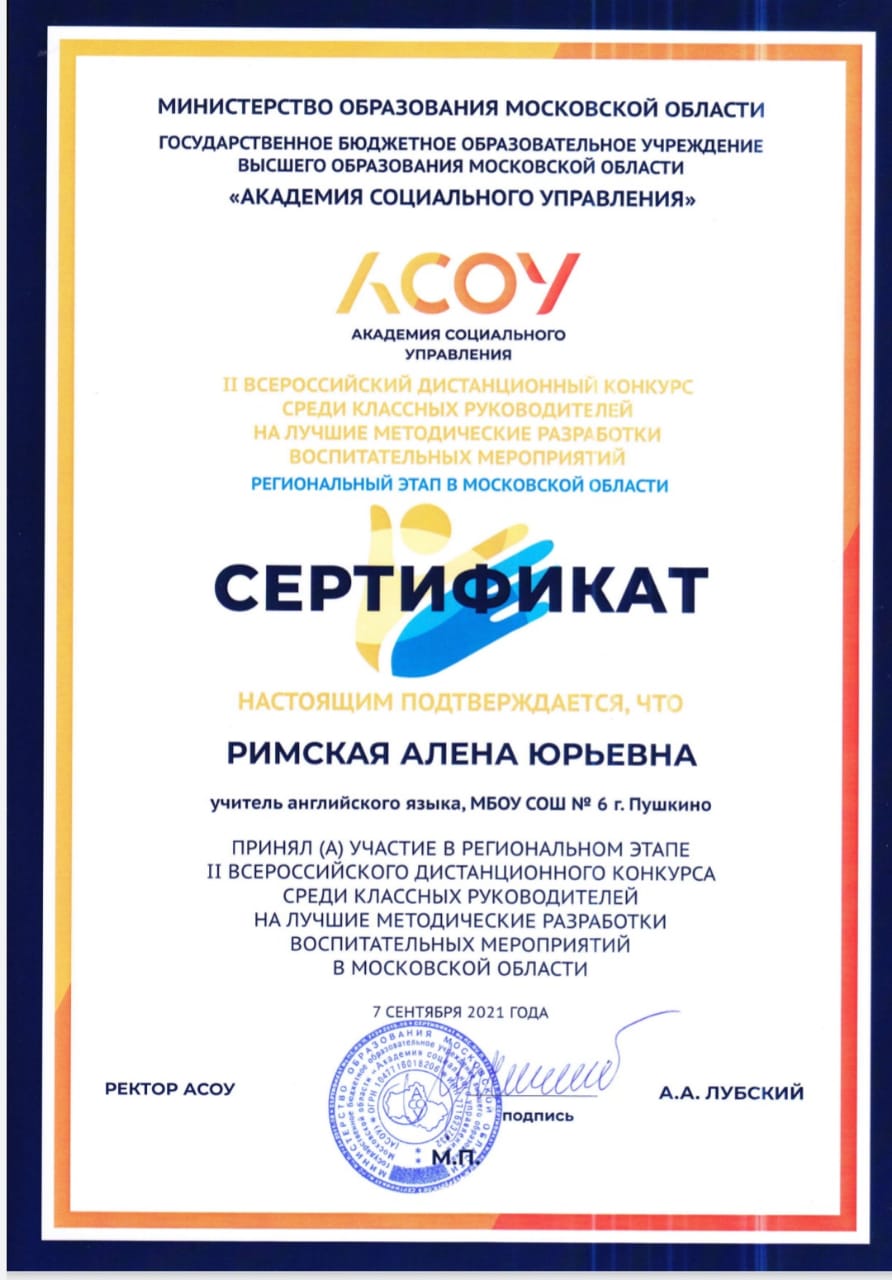 МИНИСТЕРСТВО ОБРАЗОВАНИЯ МОСКОВСКОЙ ОБЛАСТИ
ГОСУДАРСТВЕННОЕ БЮДЖЕТНОЕ ОБРАЗОВАТЕЛЬНОЕ УЧРЕЖДЕНИЕ
ВЫСШЕГО ОБРАЗОВАНИЯ МОСКОВСКОЙ ОБЛАСТИ
«АКАДЕМИЯ СОЦИАЛЬНОГО УПРАВЛЕНИЯ»
АСОУ
АКАДЕМИЯ СОЦИАЛЬНОГО
УПРАВЛЕНИЯ
II ВСЕРОССИЙСКИЙ ДИСТАНЦИОННЫЙ КОНКУРС
СРЕДИ КЛАССНЫХ РУКОВОДИТЕЛЕЙ
НА ЛУЧШИЕ МЕТОДИЧЕСКИЕ РАЗРАБОТКИ
ВОСПИТАТЕЛЬНЫХ МЕРОПРИЯТИЙ
РЕГИОНАЛЬНЫЙ ЭТАП В МОСКОВСКОЙ ОБЛАСТИ
СЕРТИФИКАТ
НАСТОЯЩИМ ПОДТВЕРЖДАЕТСЯ, ЧТО
РИМСКАЯ АЛЕНА ЮРЬЕВНА
учитель английского языка, МБОУ СОШ № 6 г. Пушкино
ПРИНЯЛ (А) УЧАСТИЕ В РЕГИОНАЛЬНОМ ЭТАПЕ
II ВСЕРОССИЙСКОГО ДИСТАНЦИОННОГО КОНКУРСА
СРЕДИ КЛАССНЫХ РУКОВОДИТЕЛЕЙ
НА ЛУЧШИЕ МЕТОДИЧЕСКИЕ РАЗРАБОТКИ
ВОСПИТАТЕЛЬНЫХ МЕРОПРИЯТИЙ
В МОСКОВСКОЙ ОБЛАСТИ
7 СЕНТЯБРЯ 2021 ГОДА
МИНИСТЕРСТВО ОБРАЗОВАНИЯ МОСКОВСКОЙ
РЕКТОР АСОУ
А.А. ЛУБСКИЙ
подпись
М.П.